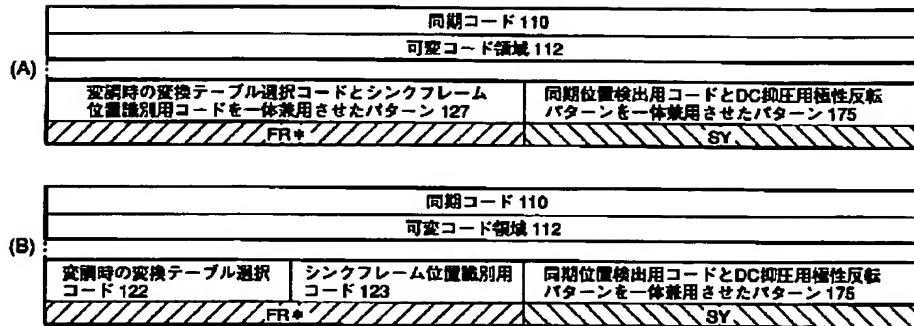 同期コード 110
可変コード領域 112
(A)
変調時の変換テーブル選択コードとシンクフレーム
位置識別用コードを一体兼用させたパターン 127
同期位置検出用コードとDC抑圧用極性反転
パターンを一体兼用させたパターン 175
FR*
SY
同期コード 110
可変コード領域 112
(B)
変調時の変換テーブル選択
コード 122
シンクフレーム位置識別用
コード 123
同期位置検出用コードとDC抑圧用極性反転
パターンを一体兼用させたパターン 175
FR*
SY